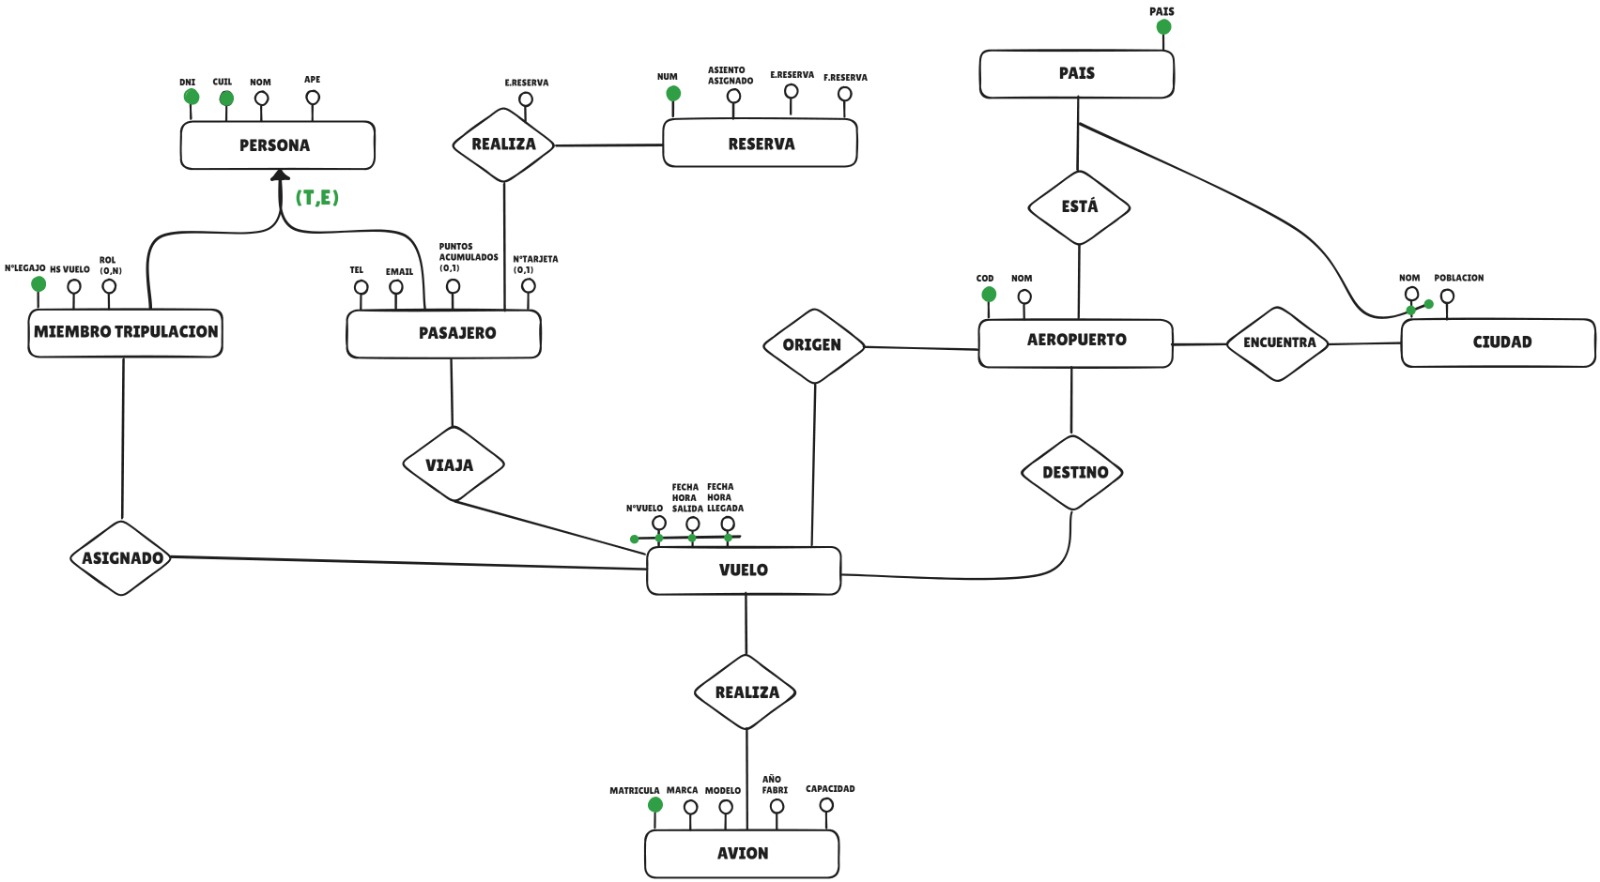 PAIS
PAIS
DNI
CUIL
NOM
APE
PERSONA
(T,E)
E.RESERVA
REALIZA
NUM
ASIENTO
ASIGNADO
E.RESERVA
F.RESERVA
RESERVA
ESTÁ
N°LEGAJO
HS VUELO
ROL
(0,N)
MIEMBRO TRIPULACION
TEL
EMAIL
PUNTOS
ACUMULADOS
(0,1)
N°TARJETA
(0,1)
PASAJERO
ORIGEN
COD
NOM
AEROPUERTO
ENCUENTRA
NOM
POBLACION
CIUDAD
VIAJA
DESTINO
ASIGNADO
N°VUELO
FECHA
HORA
SALIDA
FECHA
HORA
LLEGADA
VUELO
REALIZA
MATRICULA
MARCA
MODELO
AÑO
FABRI
CAPACIDAD
AVION